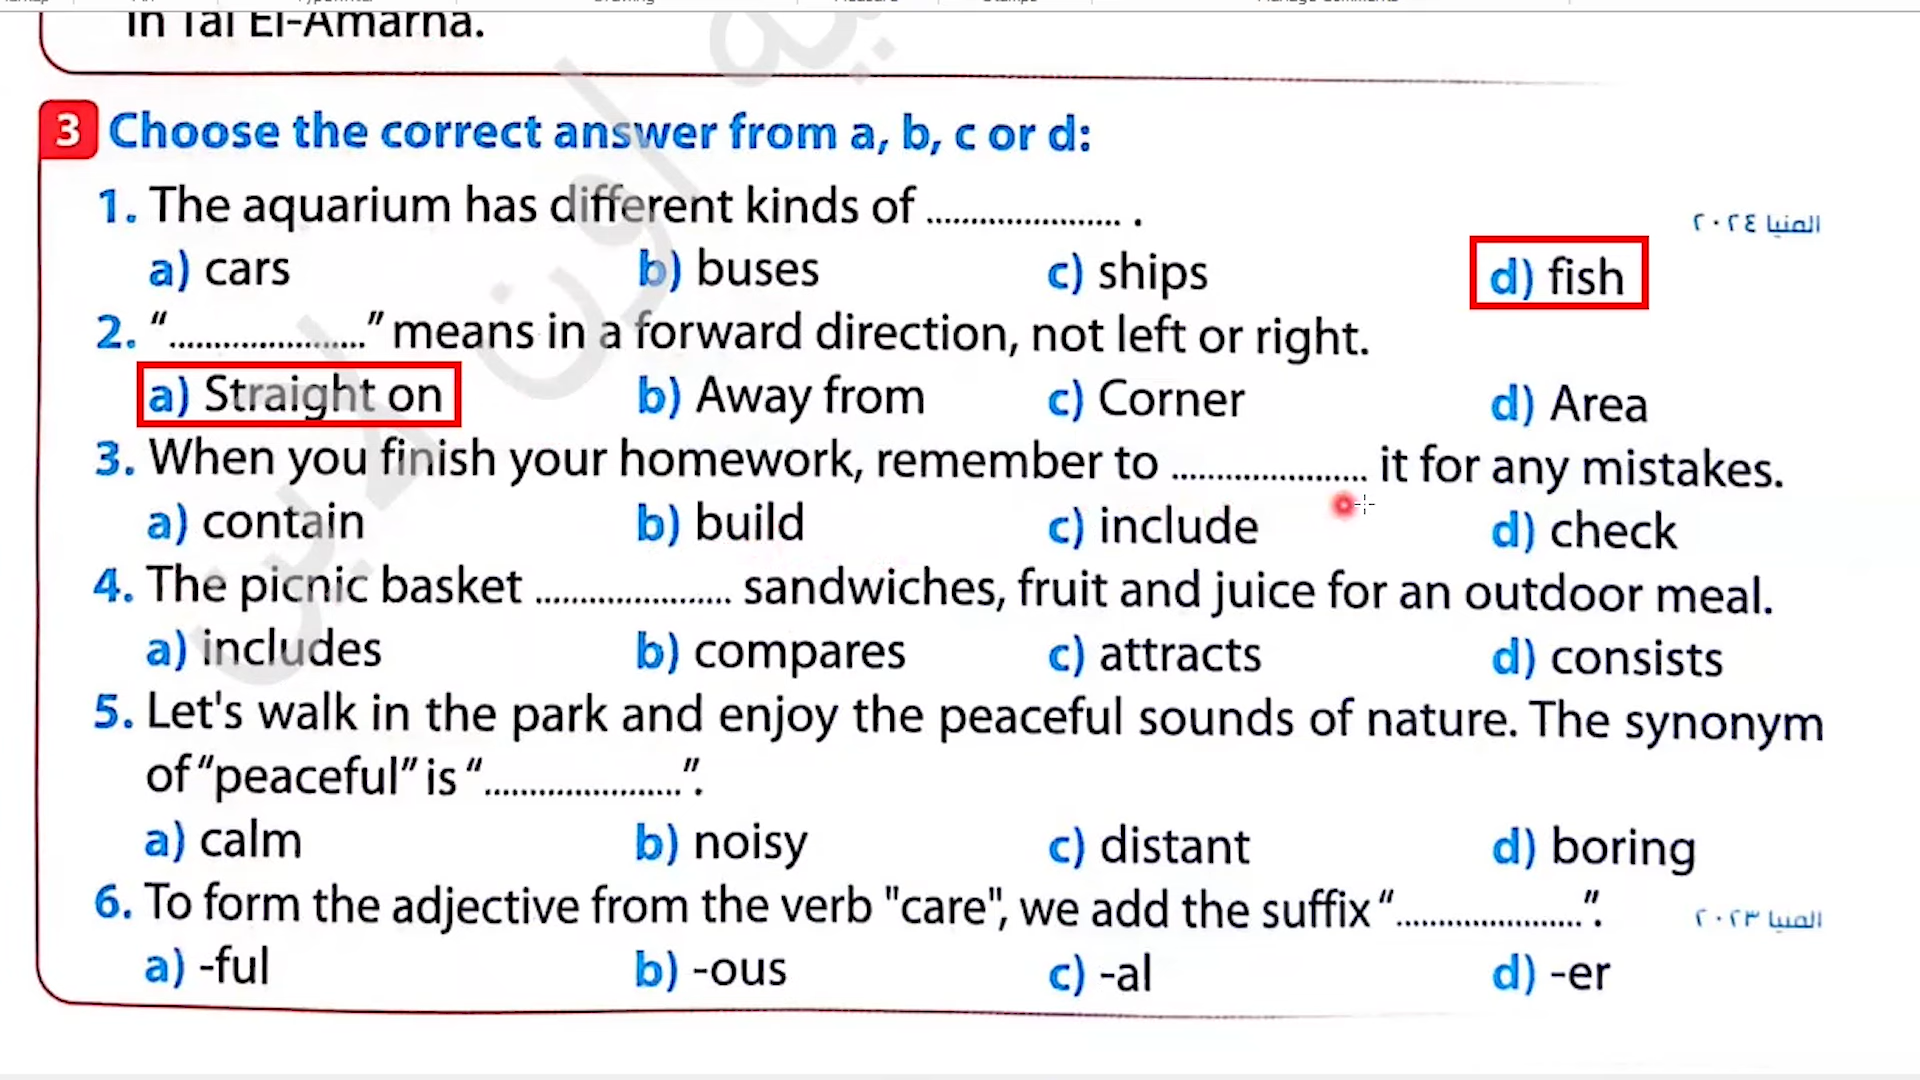 in Tal El-Amarna.
3 Choose the correct answer from a, b, c or d:
1. The aquarium has different kinds of ...................... .
المنيا ٢٠٢٤
a) cars b) buses c) ships d) fish
2. “......................” means in a forward direction, not left or right.
a) Straight on b) Away from c) Corner d) Area
3. When you finish your homework, remember to ...................... it for any mistakes.
a) contain b) build c) include d) check
4. The picnic basket ...................... sandwiches, fruit and juice for an outdoor meal.
a) includes b) compares c) attracts d) consists
5. Let's walk in the park and enjoy the peaceful sounds of nature. The synonym
of “peaceful” is “......................”.
a) calm b) noisy c) distant d) boring
6. To form the adjective from the verb "care", we add the suffix “.....................”.
المنيا ٢٠٢٣
a) -ful b) -ous c) -al d) -er